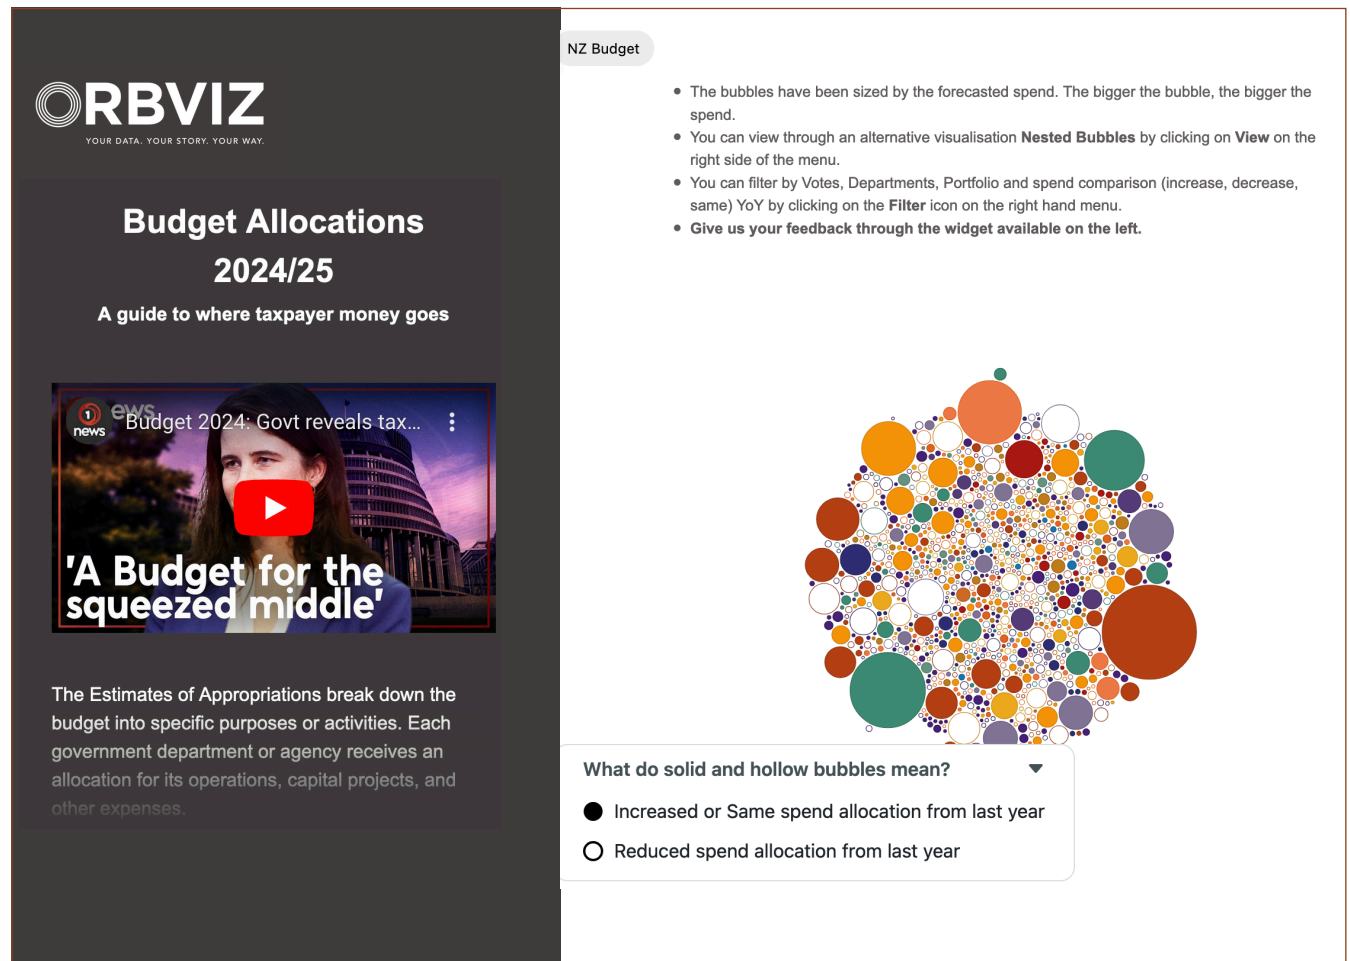 ORBVIZ
YOUR DATA. YOUR STORY. YOUR WAY.
Budget Allocations
2024/25
A guide to where taxpayer money goes
1
news
ews
Budget 2024: Govt reveals tax...
'A Budget for the
squeezed middle'
The Estimates of Appropriations break down the
budget into specific purposes or activities. Each
government department or agency receives an
allocation for its operations, capital projects, and
other expenses.
NZ Budget
The bubbles have been sized by the forecasted spend. The bigger the bubble, the bigger the
spend.
You can view through an alternative visualisation Nested Bubbles by clicking on View on the
right side of the menu.
You can filter by Votes, Departments, Portfolio and spend comparison (increase, decrease,
same) YoY by clicking on the Filter icon on the right hand menu.
Give us your feedback through the widget available on the left.
What do solid and hollow bubbles mean?
Increased or Same spend allocation from last year
Reduced spend allocation from last year